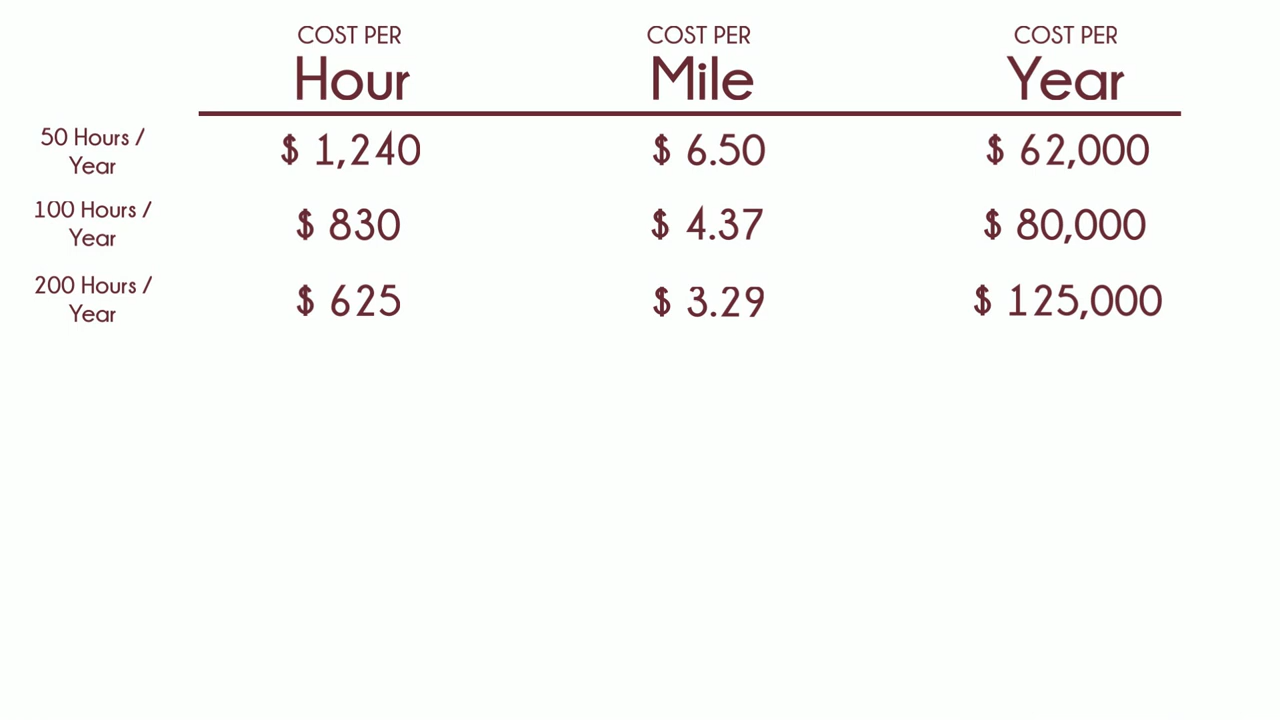 COST PER COST PER COST PER
Hour Mile Year
50 Hours / Year $ 1,240 $ 6.50 $ 62,000
100 Hours / Year $ 830 $ 4.37 $ 80,000
200 Hours / Year $ 625 $ 3.29 $ 125,000